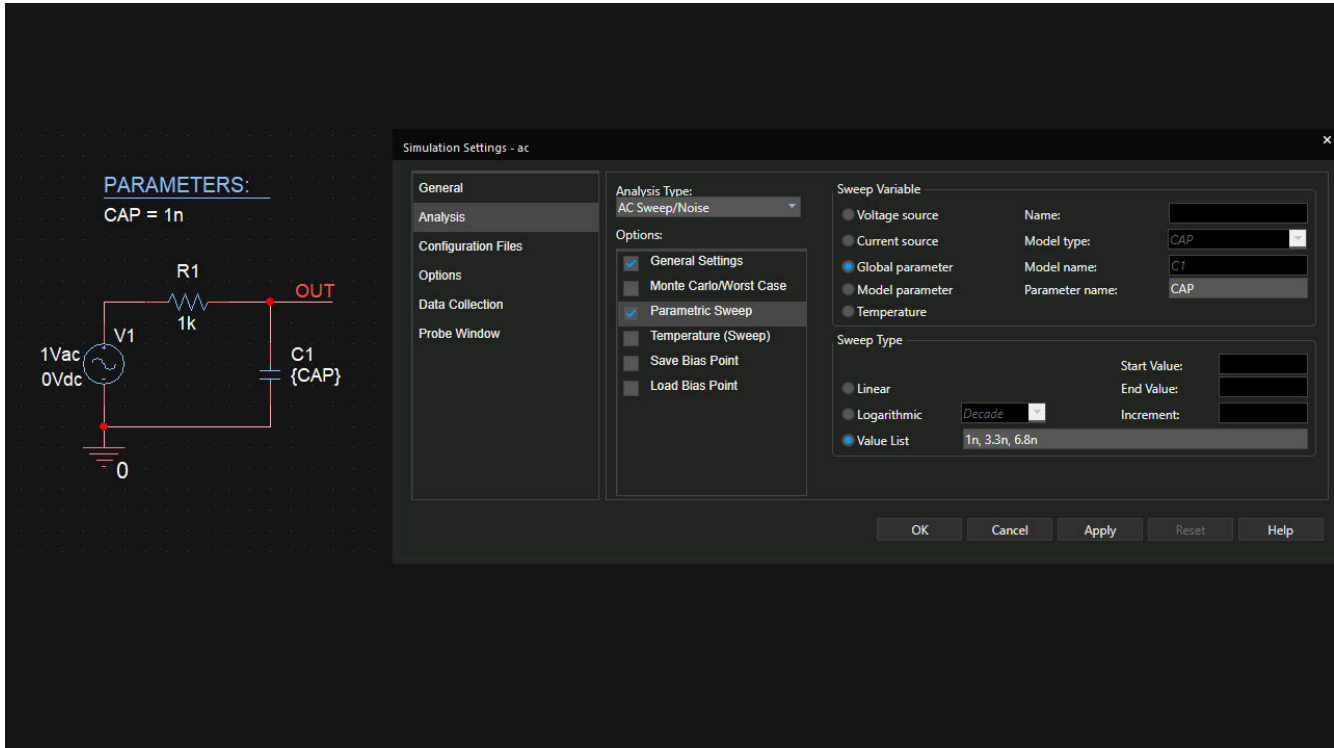 PARAMETERS:
CAP = 1n
R1
1k
OUT
V1
1Vac
0Vdc
C1
{CAP}
0
Simulation Settings - ac
×
General
Analysis
Configuration Files
Options
Data Collection
Probe Window
Analysis Type:
AC Sweep/Noise
Options:
General Settings
Monte Carlo/Worst Case
Parametric Sweep
Temperature (Sweep)
Save Bias Point
Load Bias Point
Sweep Variable
Voltage source
Name:
Current source
Model type:
CAP
Global parameter
Model name:
C1
Model parameter
Parameter name:
CAP
Temperature
Sweep Type
Start Value:
Linear
End Value:
Logarithmic
Decade
Increment:
Value List
1n, 3.3n, 6.8n
OK
Cancel
Apply
Reset
Help